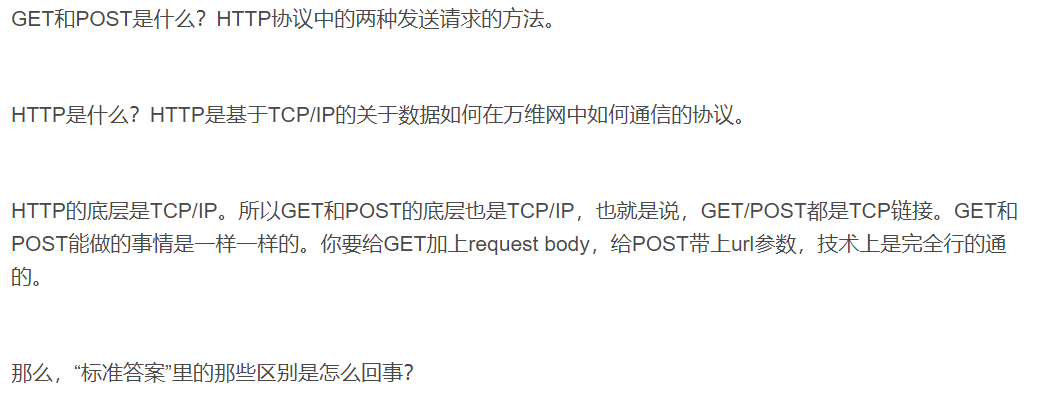 GET和POST是什么？HTTP协议中的两种发送请求的方法。
HTTP是什么？HTTP是基于TCP/IP的关于数据如何在万维网中如何通信的协议。
HTTP的底层是TCP/IP。所以GET和POST的底层也是TCP/IP，也就是说，GET/POST都是TCP链接。GET和
POST能做的事情是一样一样的。你要给GET加上request body，给POST带上url参数，技术上是完全行的通
的。
那么，“标准答案”里的那些区别是怎么回事？